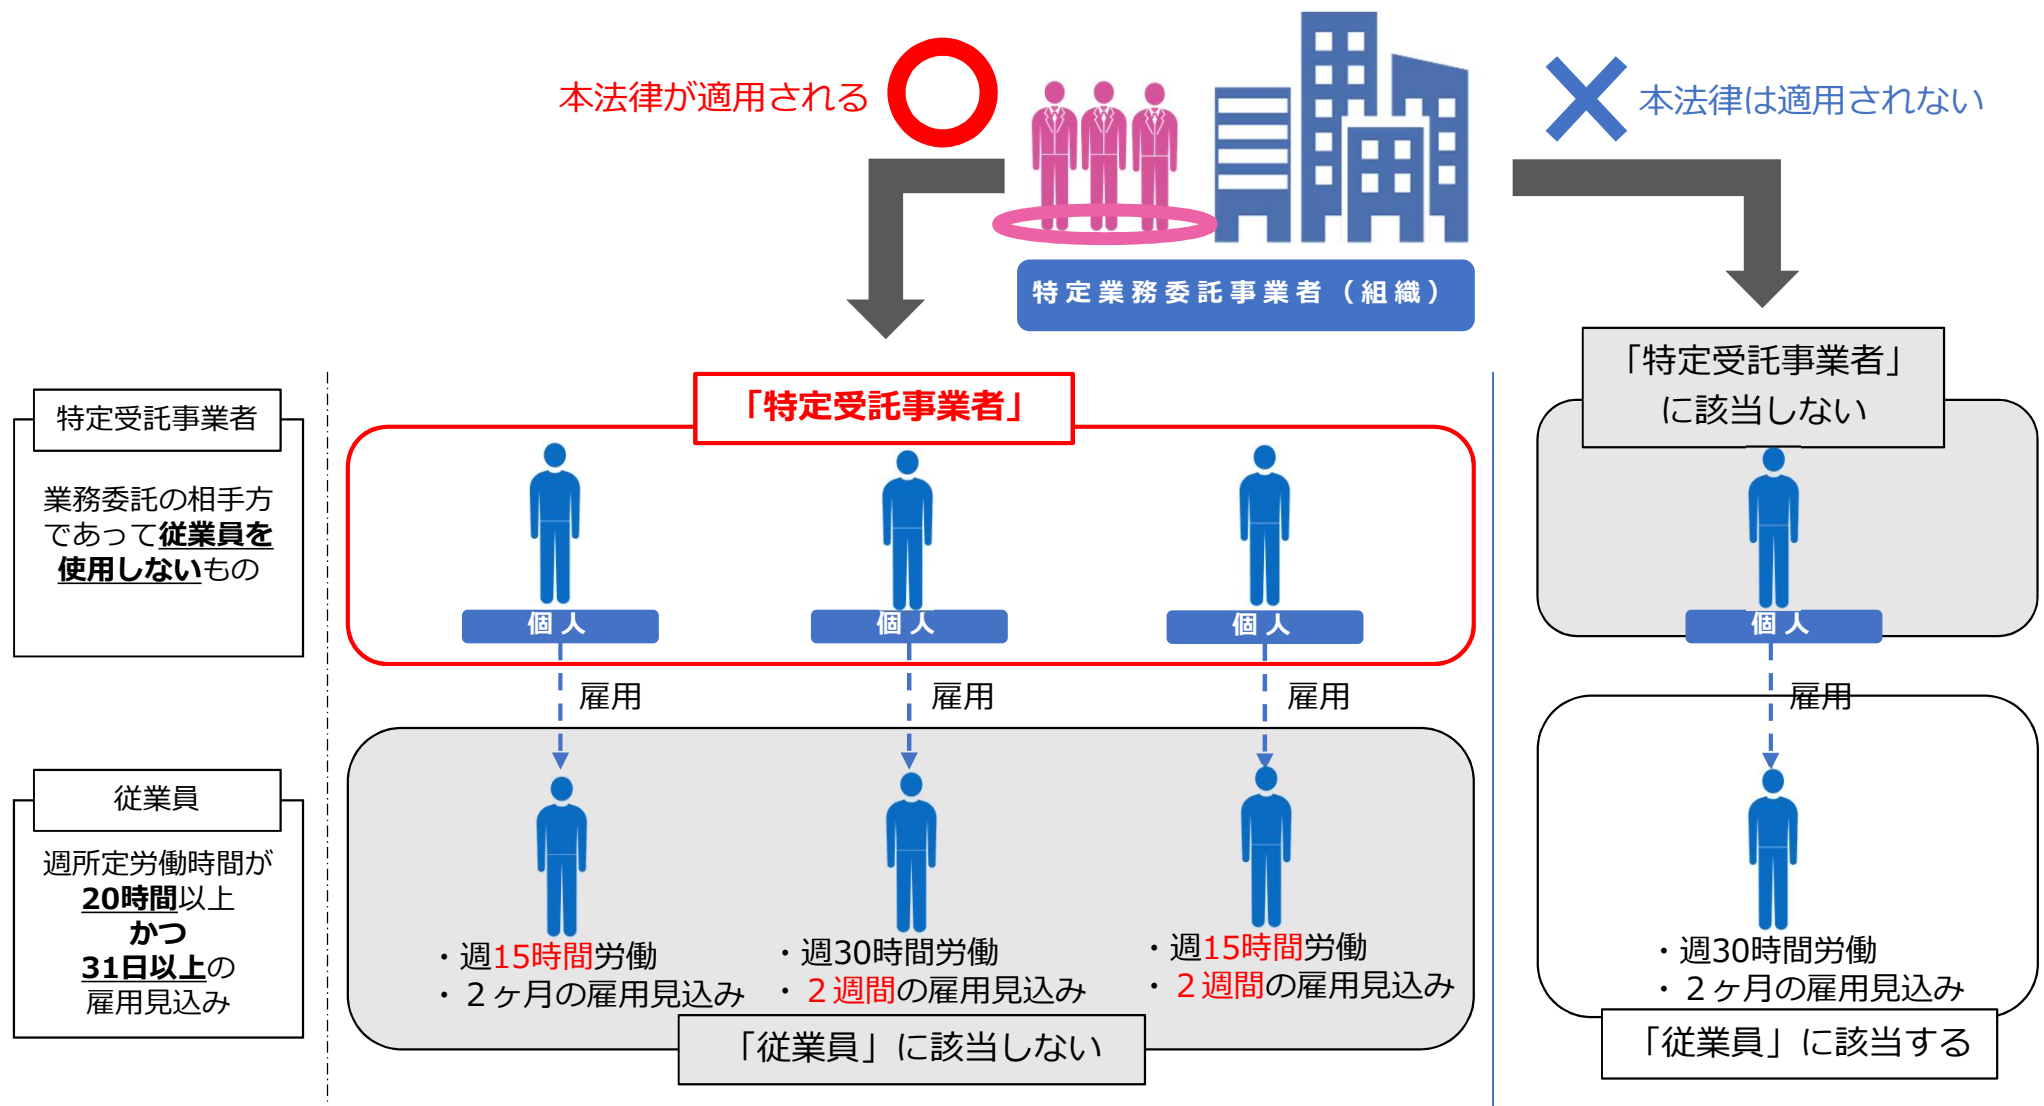 本法律が適用される
本法律は適用されない
特定業務委託事業者（組織）
特定受託事業者
業務委託の相手方
であって従業員を
使用しないもの
「特定受託事業者」
「特定受託事業者」
に該当しない
個人
個人
個人
個人
雇用
雇用
雇用
雇用
従業員
週所定労働時間が
20時間以上
かつ
31日以上の
雇用見込み
・週15時間労働
・２ヶ月の雇用見込み
・週30時間労働
・２週間の雇用見込み
・週15時間労働
・２週間の雇用見込み
「従業員」に該当しない
・週30時間労働
・２ヶ月の雇用見込み
「従業員」に該当する